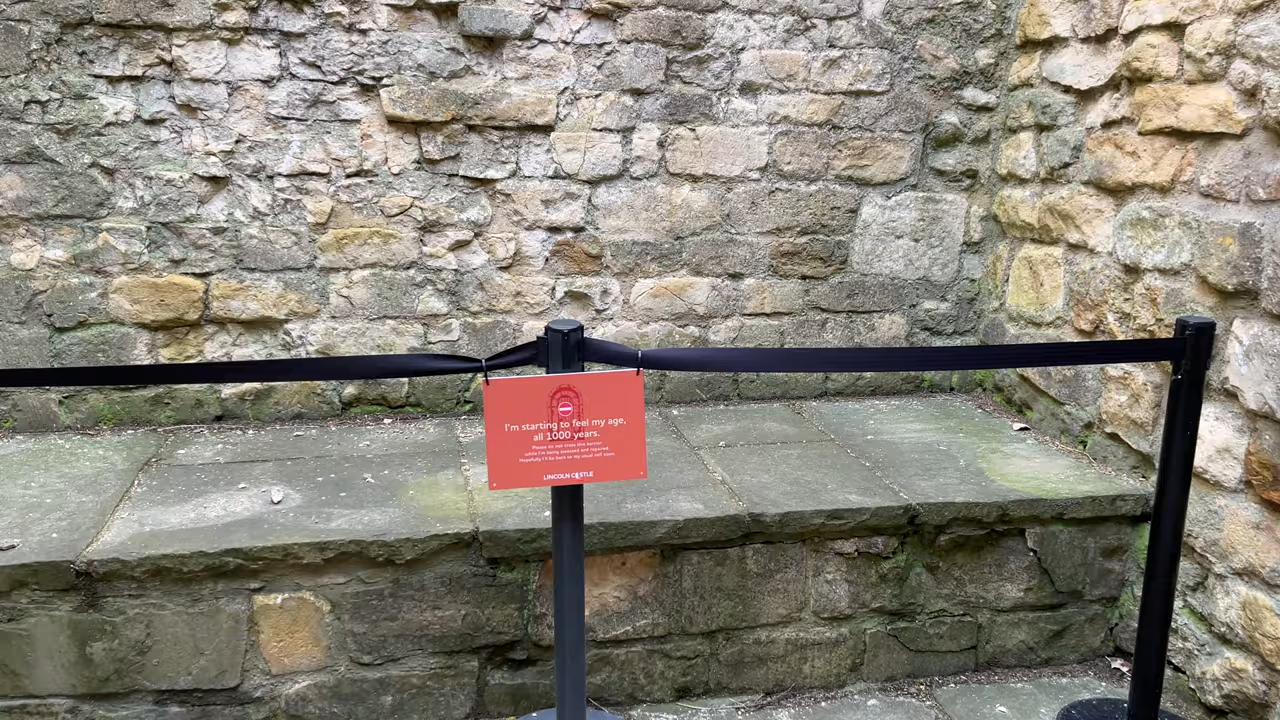 I'm starting to feel my age,
all 1000 years.
Please do not cross this barrier
while I'm being assessed and repaired.
Hopefully I'll be back to my usual self soon.
LINCOLN CASTLE